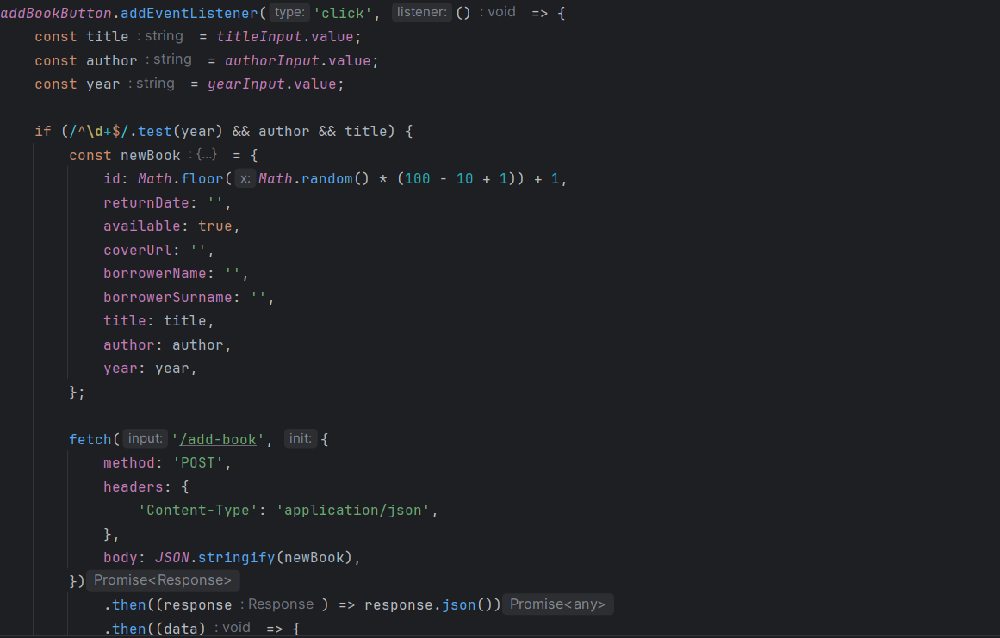 addBookButton.addEventListener( type: 'click', listener: () : void => {
    const title : string = titleInput.value;
    const author : string = authorInput.value;
    const year : string = yearInput.value;

    if (/^\d+$/.test(year) && author && title) {
        const newBook : {...} = {
            id: Math.floor( x: Math.random() * (100 - 10 + 1)) + 1,
            returnDate: '',
            available: true,
            coverUrl: '',
            borrowerName: '',
            borrowerSurname: '',
            title: title,
            author: author,
            year: year,
        };

        fetch( input: '/add-book', init: {
            method: 'POST',
            headers: {
                'Content-Type': 'application/json',
            },
            body: JSON.stringify(newBook),
        }) Promise<Response>
            .then((response : Response ) => response.json()) Promise<any>
            .then((data) : void => {